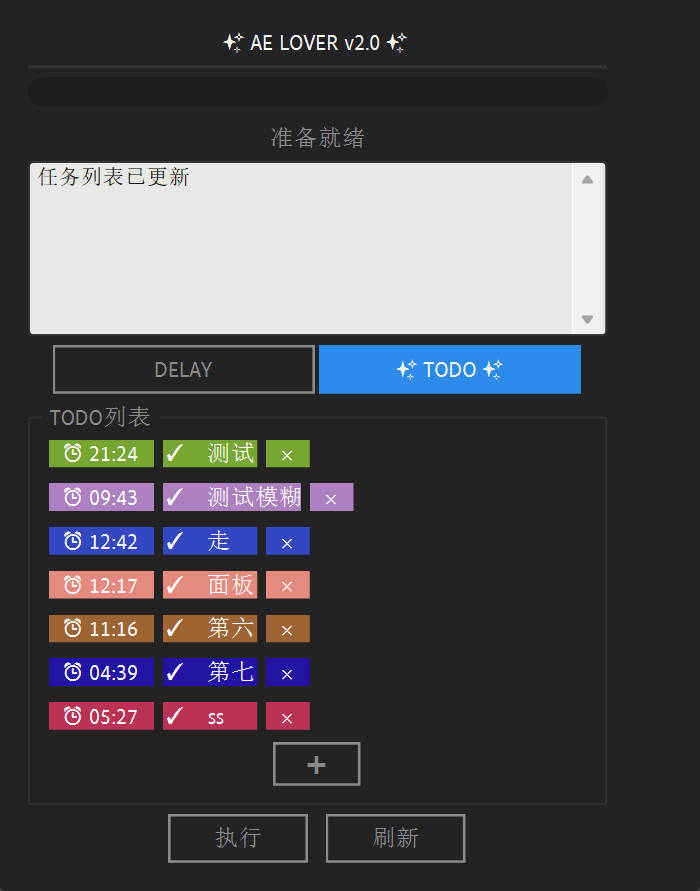 AE LOVER v2.0
准备就绪
任务列表已更新
DELAY TODO
TODO列表
21:24 ✓ 测试 ×
09:43 ✓ 测试模糊 ×
12:42 ✓ 走 ×
12:17 ✓ 面板 ×
11:16 ✓ 第六 ×
04:39 ✓ 第七 ×
05:27 ✓ ss ×
+
执行 刷新